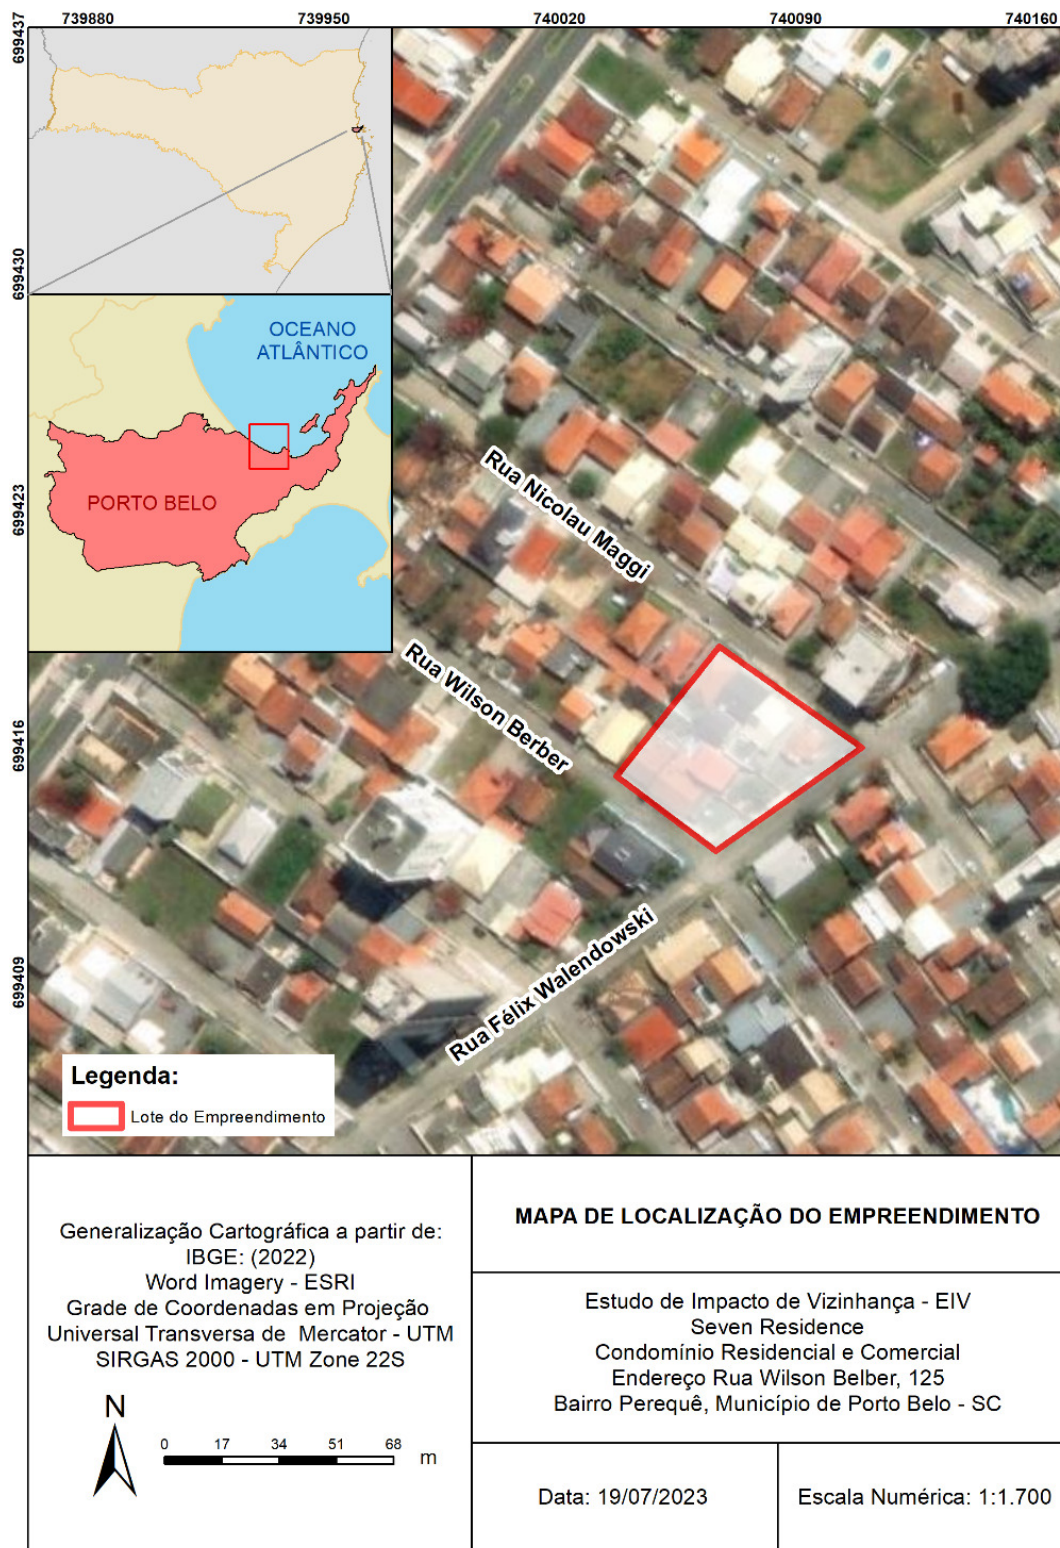 739880 739950 740020 740090 740160
699437
699430
699423
699416
699409
OCEANO
ATLÂNTICO
PORTO BELO
Rua Nicolau Maggi
Rua Wilson Berber
Rua Félix Walendowski
Legenda:
Lote do Empreendimento
Generalização Cartográfica a partir de:
IBGE: (2022)
Word Imagery - ESRI
Grade de Coordenadas em Projeção
Universal Transversa de Mercator - UTM
SIRGAS 2000 - UTM Zone 22S
N
0 17 34 51 68 m
MAPA DE LOCALIZAÇÃO DO EMPREENDIMENTO
Estudo de Impacto de Vizinhança - EIV
Seven Residence
Condomínio Residencial e Comercial
Endereço Rua Wilson Belber, 125
Bairro Perequê, Município de Porto Belo - SC
Data: 19/07/2023
Escala Numérica: 1:1.700